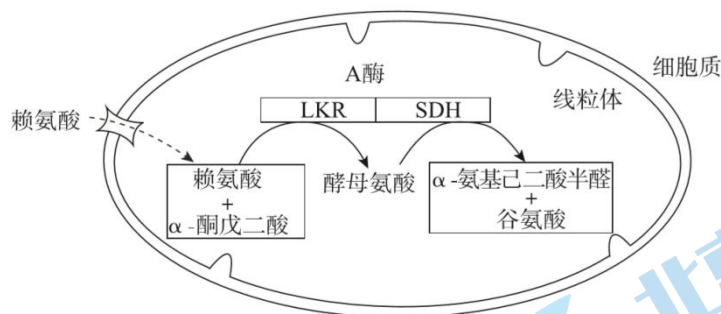 细胞质
A酶
线粒体
LKR SDH
赖氨酸
赖氨酸
+
α-酮戊二酸
酵母氨酸
α-氨基己二酸半醛
+
谷氨酸
北